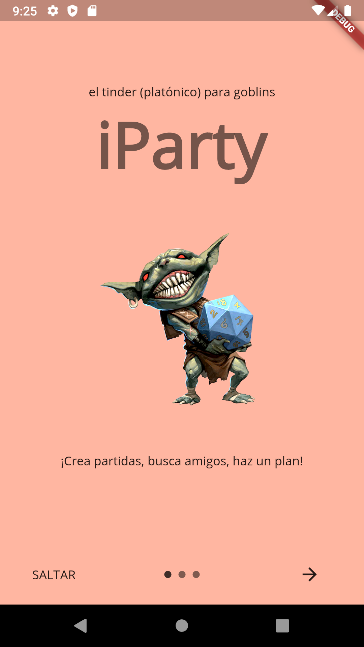 9:25
DEBUG
el tinder (platónico) para goblins
iParty
¡Crea partidas, busca amigos, haz un plan!
SALTAR